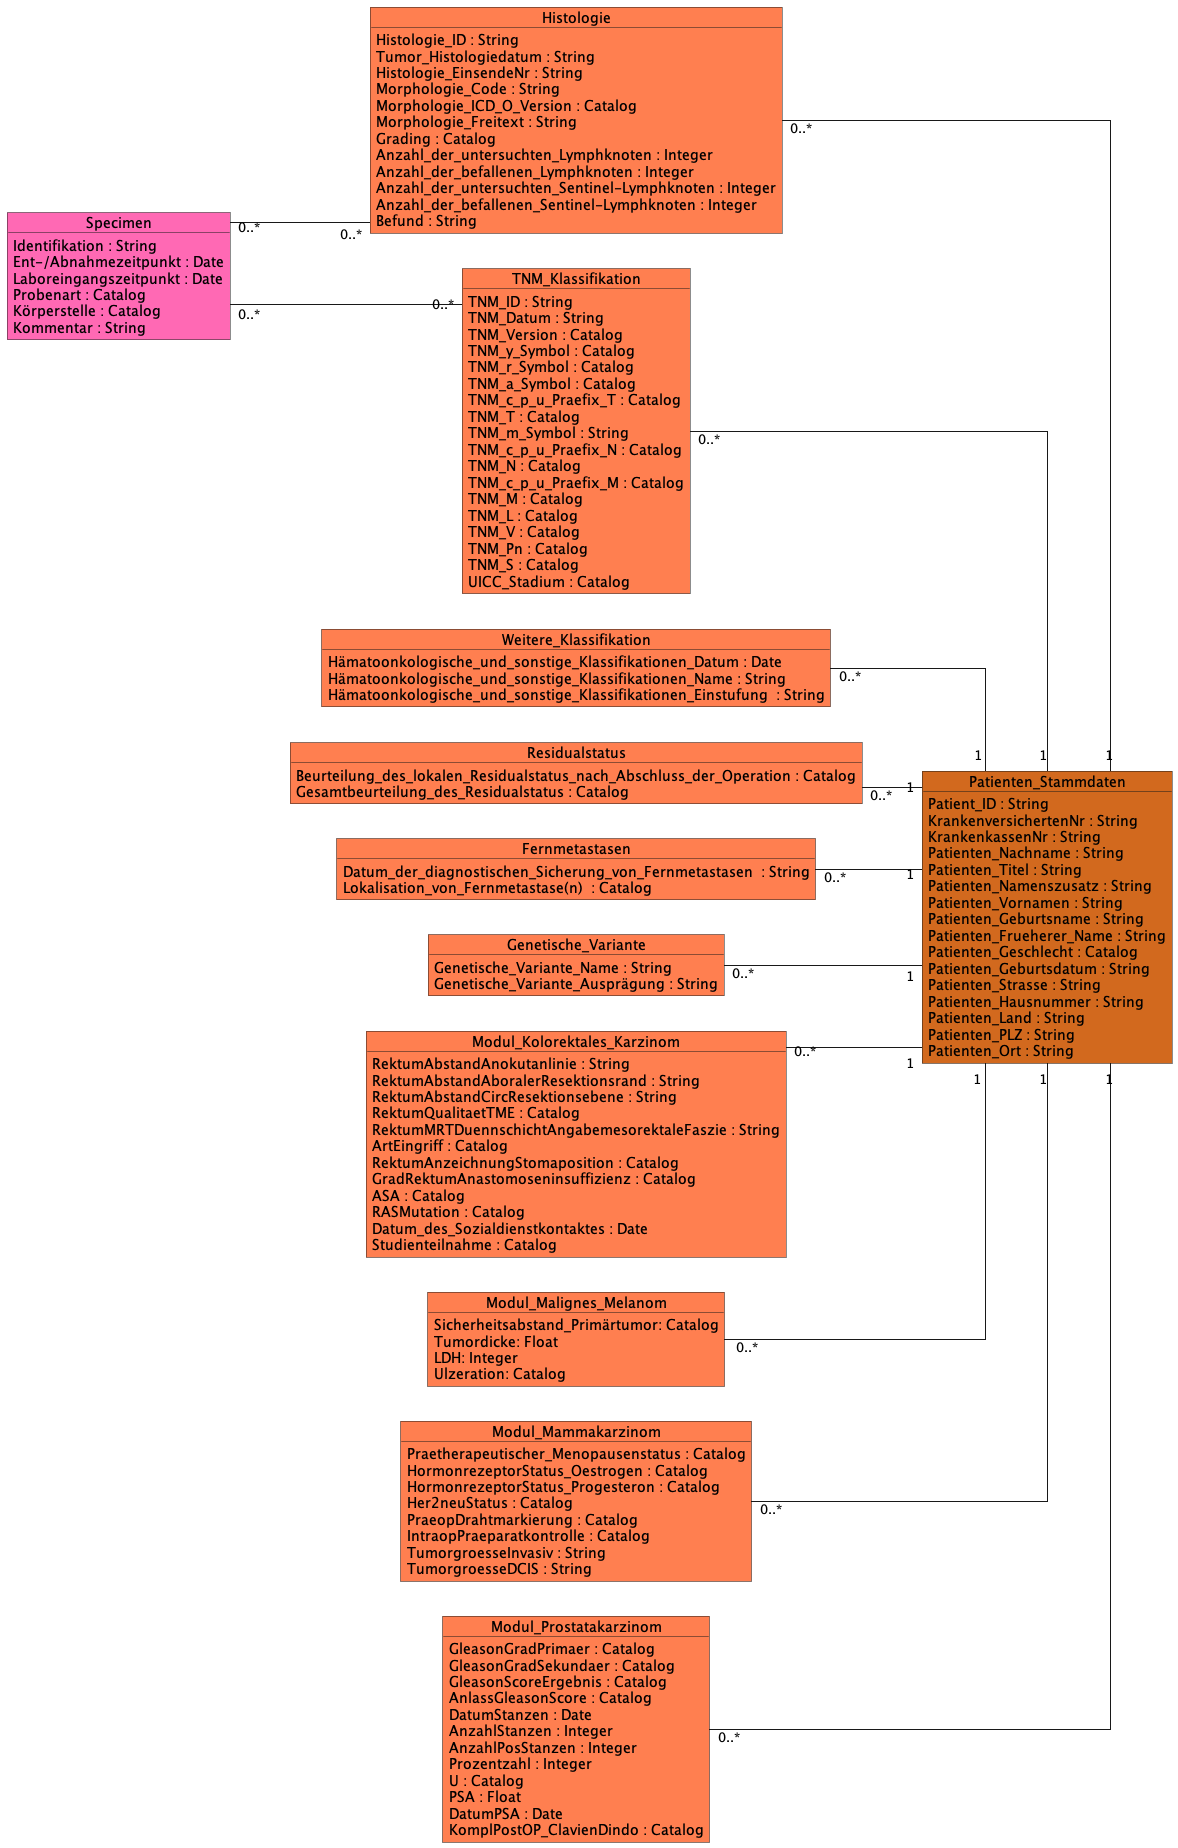 Histologie
Histologie_ID : String
Tumor_Histologiedatum : String
Histologie_EinsendeNr : String
Morphologie_Code : String
Morphologie_ICD_O_Version : Catalog
Morphologie_Freitext : String
Grading : Catalog
Anzahl_der_untersuchten_Lymphknoten : Integer
Anzahl_der_befallenen_Lymphknoten : Integer
Anzahl_der_untersuchten_Sentinel-Lymphknoten : Integer
Anzahl_der_befallenen_Sentinel-Lymphknoten : Integer
Befund : String
0..*
0..*
0..*
Specimen
Identifikation : String
Ent-/Abnahmezeitpunkt : Date
Laboreingangszeitpunkt : Date
Probenart : Catalog
Körperstelle : Catalog
Kommentar : String
0..*
0..*
TNM_Klassifikation
TNM_ID : String
TNM_Datum : String
TNM_Version : Catalog
TNM_y_Symbol : Catalog
TNM_r_Symbol : Catalog
TNM_a_Symbol : Catalog
TNM_c_p_u_Praefix_T : Catalog
TNM_T : Catalog
TNM_m_Symbol : String
TNM_c_p_u_Praefix_N : Catalog
TNM_N : Catalog
TNM_c_p_u_Praefix_M : Catalog
TNM_M : Catalog
TNM_L : Catalog
TNM_V : Catalog
TNM_Pn : Catalog
TNM_S : Catalog
UICC_Stadium : Catalog
0..*
Weitere_Klassifikation
Hämatoonkologische_und_sonstige_Klassifikationen_Datum : Date
Hämatoonkologische_und_sonstige_Klassifikationen_Name : String
Hämatoonkologische_und_sonstige_Klassifikationen_Einstufung : String
0..*
1
1
1
Residualstatus
Beurteilung_des_lokalen_Residualstatus_nach_Abschluss_der_Operation : Catalog
Gesamtbeurteilung_des_Residualstatus : Catalog
0..*
1
Patienten_Stammdaten
Patient_ID : String
KrankenversichertenNr : String
KrankenkassenNr : String
Patienten_Nachname : String
Patienten_Titel : String
Patienten_Namenszusatz : String
Patienten_Vornamen : String
Patienten_Geburtsname : String
Patienten_Frueherer_Name : String
Patienten_Geschlecht : Catalog
Patienten_Geburtsdatum : String
Patienten_Strasse : String
Patienten_Hausnummer : String
Patienten_Land : String
Patienten_PLZ : String
Patienten_Ort : String
Fernmetastasen
Datum_der_diagnostischen_Sicherung_von_Fernmetastasen : String
Lokalisation_von_Fernmetastase(n) : Catalog
0..*
1
Genetische_Variante
Genetische_Variante_Name : String
Genetische_Variante_Ausprägung : String
0..*
1
Modul_Kolorektales_Karzinom
RektumAbstandAnokutanlinie : String
RektumAbstandAboralerResektionsrand : String
RektumAbstandCircResektionsebene : String
RektumQualitaetTME : Catalog
RektumMRTDuennschichtAngabemesorektaleFaszie : String
ArtEingriff : Catalog
RektumAnzeichnungStomaposition : Catalog
GradRektumAnastomoseninsuffizienz : Catalog
ASA : Catalog
RASMutation : Catalog
Datum_des_Sozialdienstkontaktes : Date
Studienteilnahme : Catalog
0..*
1
1
1
1
Modul_Malignes_Melanom
Sicherheitsabstand_Primärtumor: Catalog
Tumordicke: Float
LDH: Integer
Ulzeration: Catalog
0..*
Modul_Mammakarzinom
Praetherapeutischer_Menopausenstatus : Catalog
HormonrezeptorStatus_Oestrogen : Catalog
HormonrezeptorStatus_Progesteron : Catalog
Her2neuStatus : Catalog
PraeopDrahtmarkierung : Catalog
IntraopPraeparatkontrolle : Catalog
TumorgroesseInvasiv : String
TumorgroesseDCIS : String
0..*
Modul_Prostatakarzinom
GleasonGradPrimaer : Catalog
GleasonGradSekundaer : Catalog
GleasonScoreErgebnis : Catalog
AnlassGleasonScore : Catalog
DatumStanzen : Date
AnzahlStanzen : Integer
AnzahlPosStanzen : Integer
Prozentzahl : Integer
U : Catalog
PSA : Float
DatumPSA : Date
KomplPostOP_ClavienDindo : Catalog
0..*